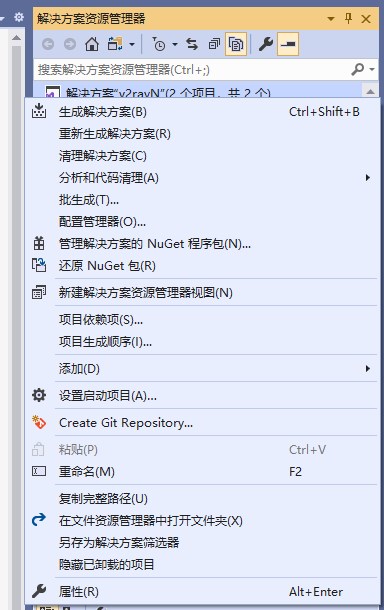 解决方案资源管理器
搜索解决方案资源管理器(Ctrl+;)
解决方案"v2rayN"(2 个项目，共 2 个)
生成解决方案(B) Ctrl+Shift+B
重新生成解决方案(R)
清理解决方案(C)
分析和代码清理(A)
批生成(T)...
配置管理器(O)...
管理解决方案的 NuGet 程序包(N)...
还原 NuGet 包(R)
新建解决方案资源管理器视图(N)
项目依赖项(S)...
项目生成顺序(I)...
添加(D)
设置启动项目(A)...
Create Git Repository...
粘贴(P) Ctrl+V
重命名(M) F2
复制完整路径(U)
在文件资源管理器中打开文件夹(X)
另存为解决方案筛选器
隐藏已卸载的项目
属性(R) Alt+Enter